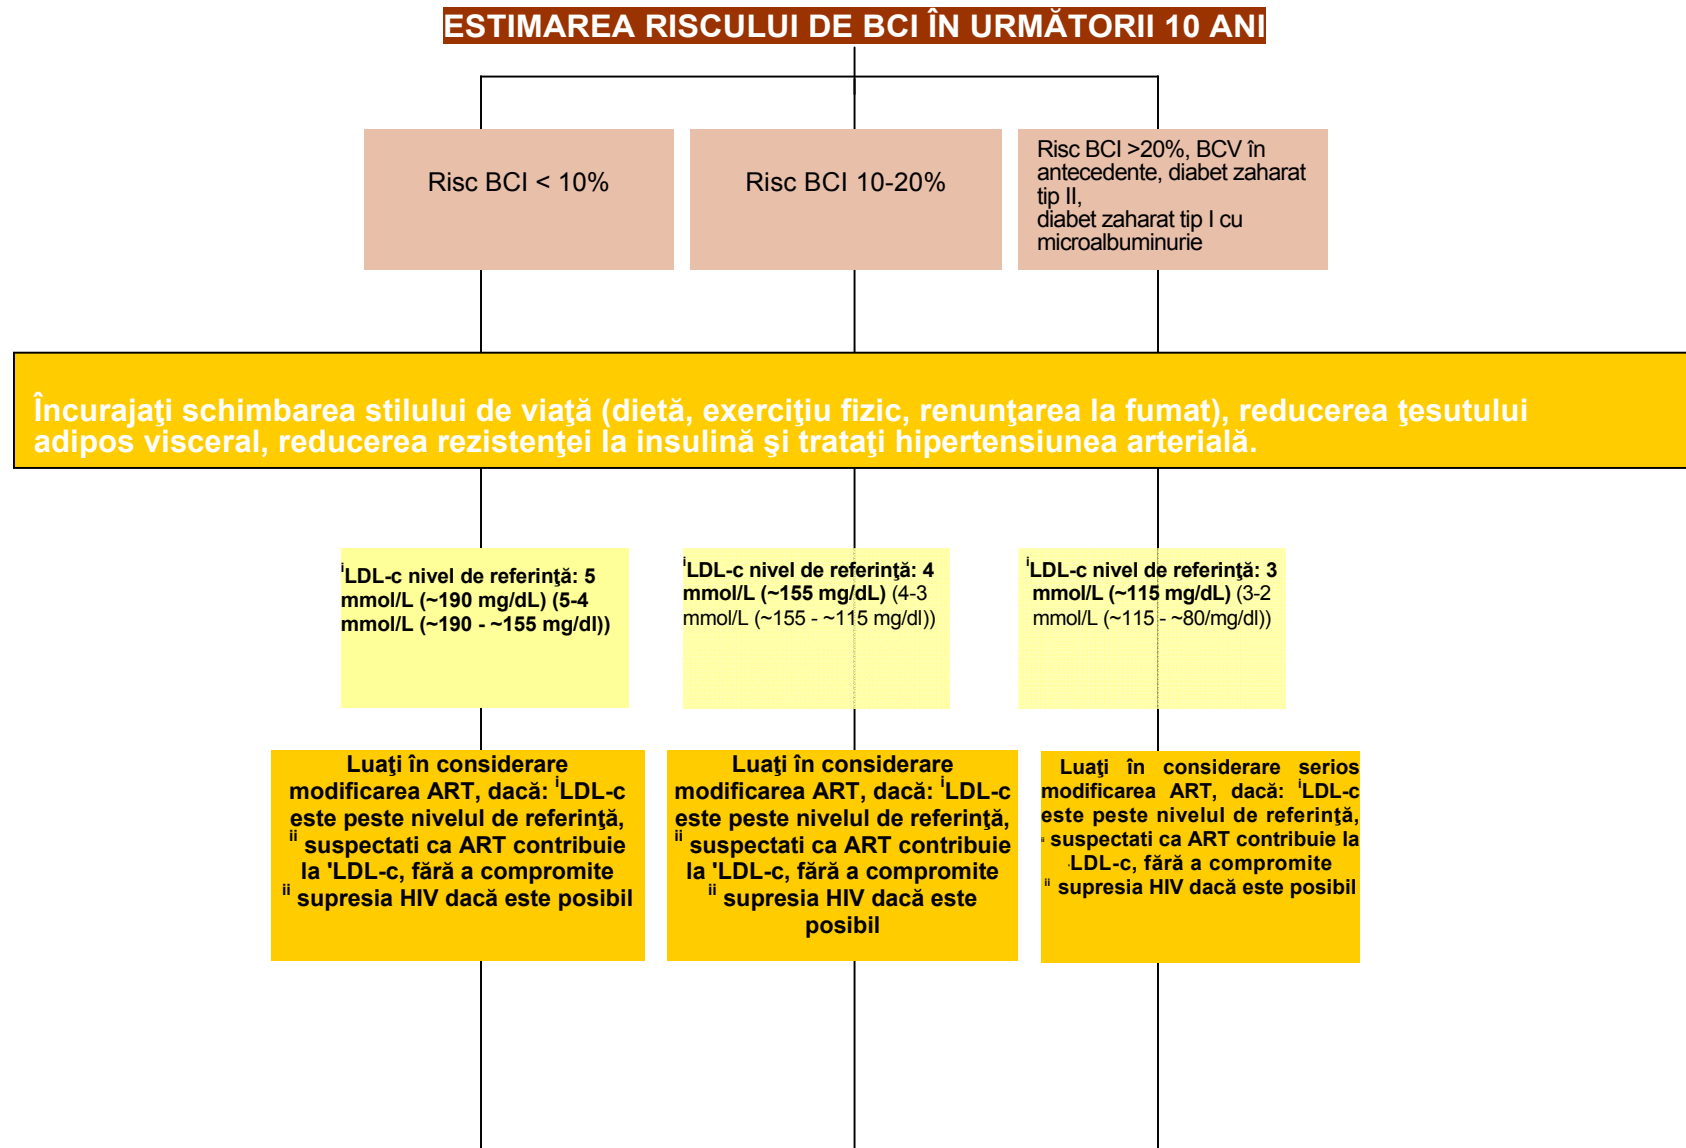 ESTIMAREA RISCULUI DE BCI ÎN URMĂTORII 10 ANI
Risc BCI < 10%
Risc BCI 10-20%
Risc BCI >20%, BCV în
antecedente, diabet zaharat
tip II,
diabet zaharat tip I cu
microalbuminurie
Încurajaţi schimbarea stilului de viaţă (dietă, exerciţiu fizic, renunţarea la fumat), reducerea ţesutului
adipos visceral, reducerea rezistenţei la insulină şi trataţi hipertensiunea arterială.
iLDL-c nivel de referinţă: 5
mmol/L (~190 mg/dL) (5-4
mmol/L (~190 - ~155 mg/dl))
iLDL-c nivel de referinţă: 4
mmol/L (~155 mg/dL) (4-3
mmol/L (~155 - ~115 mg/dl))
iLDL-c nivel de referinţă: 3
mmol/L (~115 mg/dL) (3-2
mmol/L (~115 - ~80/mg/dl))
Luaţi în considerare
modificarea ART, dacă: iLDL-c
este peste nivelul de referinţă,
ii suspectati ca ART contribuie
la 'LDL-c, fără a compromite
ii supresia HIV dacă este posibil
Luaţi în considerare
modificarea ART, dacă: iLDL-c
este peste nivelul de referinţă,
ii suspectati ca ART contribuie
la 'LDL-c, fără a compromite
ii supresia HIV dacă este
posibil
Luaţi în considerare serios
modificarea ART, dacă: iLDL-c
este peste nivelul de referinţă,
suspectati ca ART contribuie la
LDL-c, fără a compromite
ii supresia HIV dacă este posibil